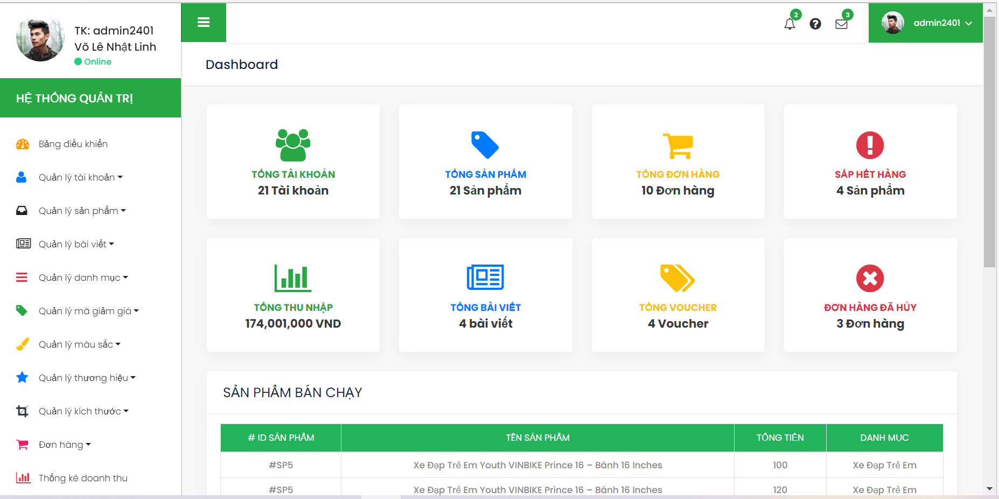 TK: admin2401
Võ Lê Nhật Linh
Online
HỆ THỐNG QUẢN TRỊ
Bảng điều khiển
Quản lý tài khoản
Quản lý sản phẩm
Quản lý bài viết
Quản lý danh mục
Quản lý mã giảm giá
Quản lý màu sắc
Quản lý thương hiệu
Quản lý kích thước
Đơn hàng
Thống kê doanh thu
2
3
admin2401
Dashboard
TỔNG TÀI KHOẢN
21 Tài khoản
TỔNG SẢN PHẨM
21 Sản phẩm
TỔNG ĐƠN HÀNG
10 Đơn hàng
SẮP HẾT HÀNG
4 Sản phẩm
TỔNG THU NHẬP
174,001,000 VND
TỔNG BÀI VIẾT
4 bài viết
TỔNG VOUCHER
4 Voucher
ĐƠN HÀNG ĐÃ HỦY
3 Đơn hàng
SẢN PHẨM BÁN CHẠY
# ID SẢN PHẨM TÊN SẢN PHẨM TỔNG TIỀN DANH MỤC
#SP5 Xe Đạp Trẻ Em Youth VINBIKE Prince 16 – Bánh 16 Inches 100 Xe Đạp Trẻ Em
#SP5 Xe Đạp Trẻ Em Youth VINBIKE Prince 16 – Bánh 16 Inches 120 Xe Đạp Trẻ Em